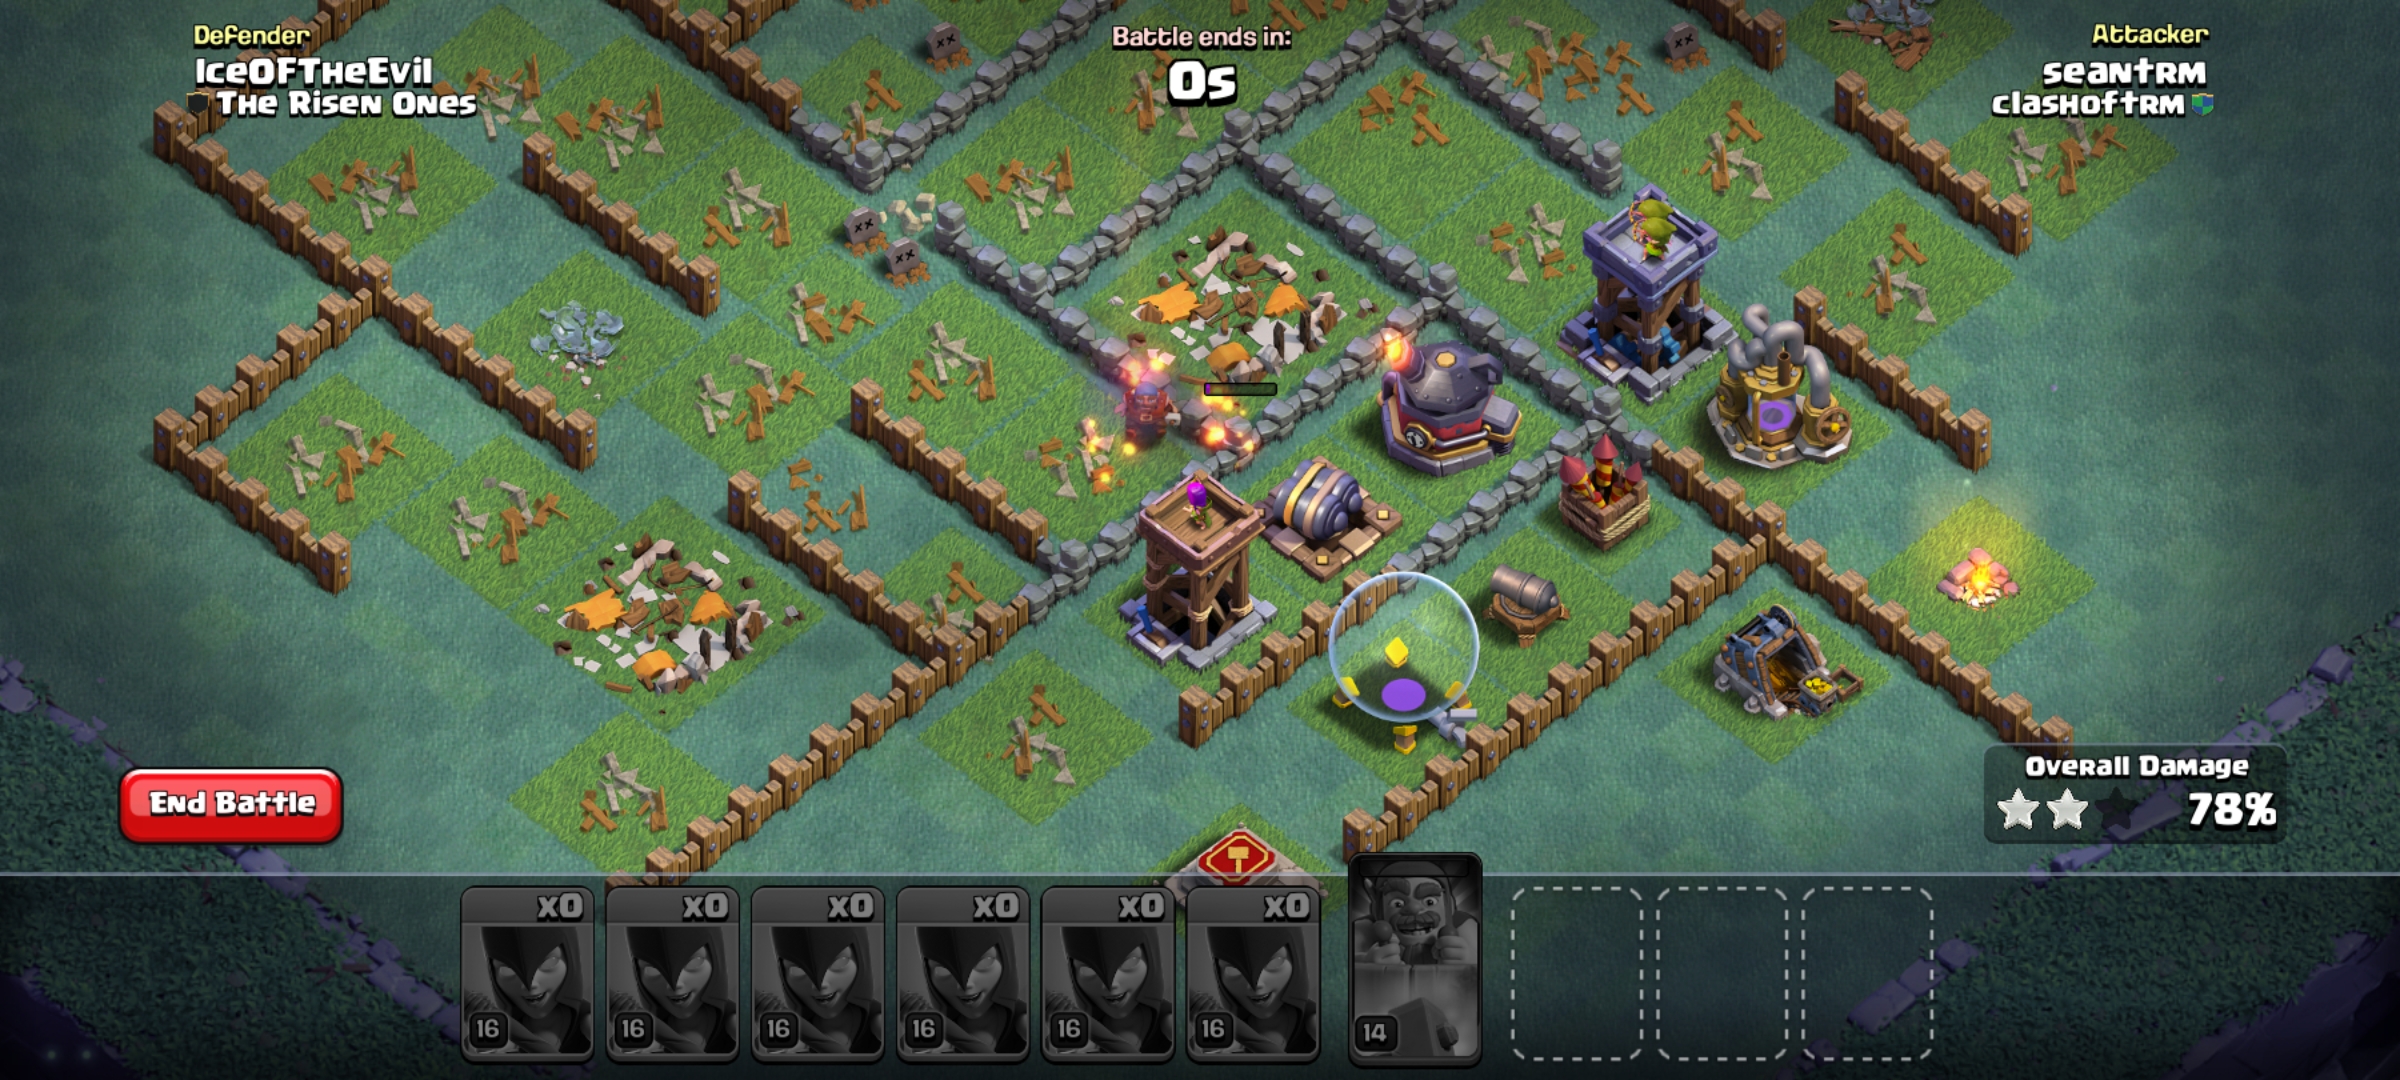 Defender
IceOFTheEvil
The Risen Ones
Battle ends in:
0s
Attacker
seantRM
clashoftRM
End Battle
Overall Damage
78%
x0
x0
x0
x0
x0
x0
16
16
16
16
16
16
14